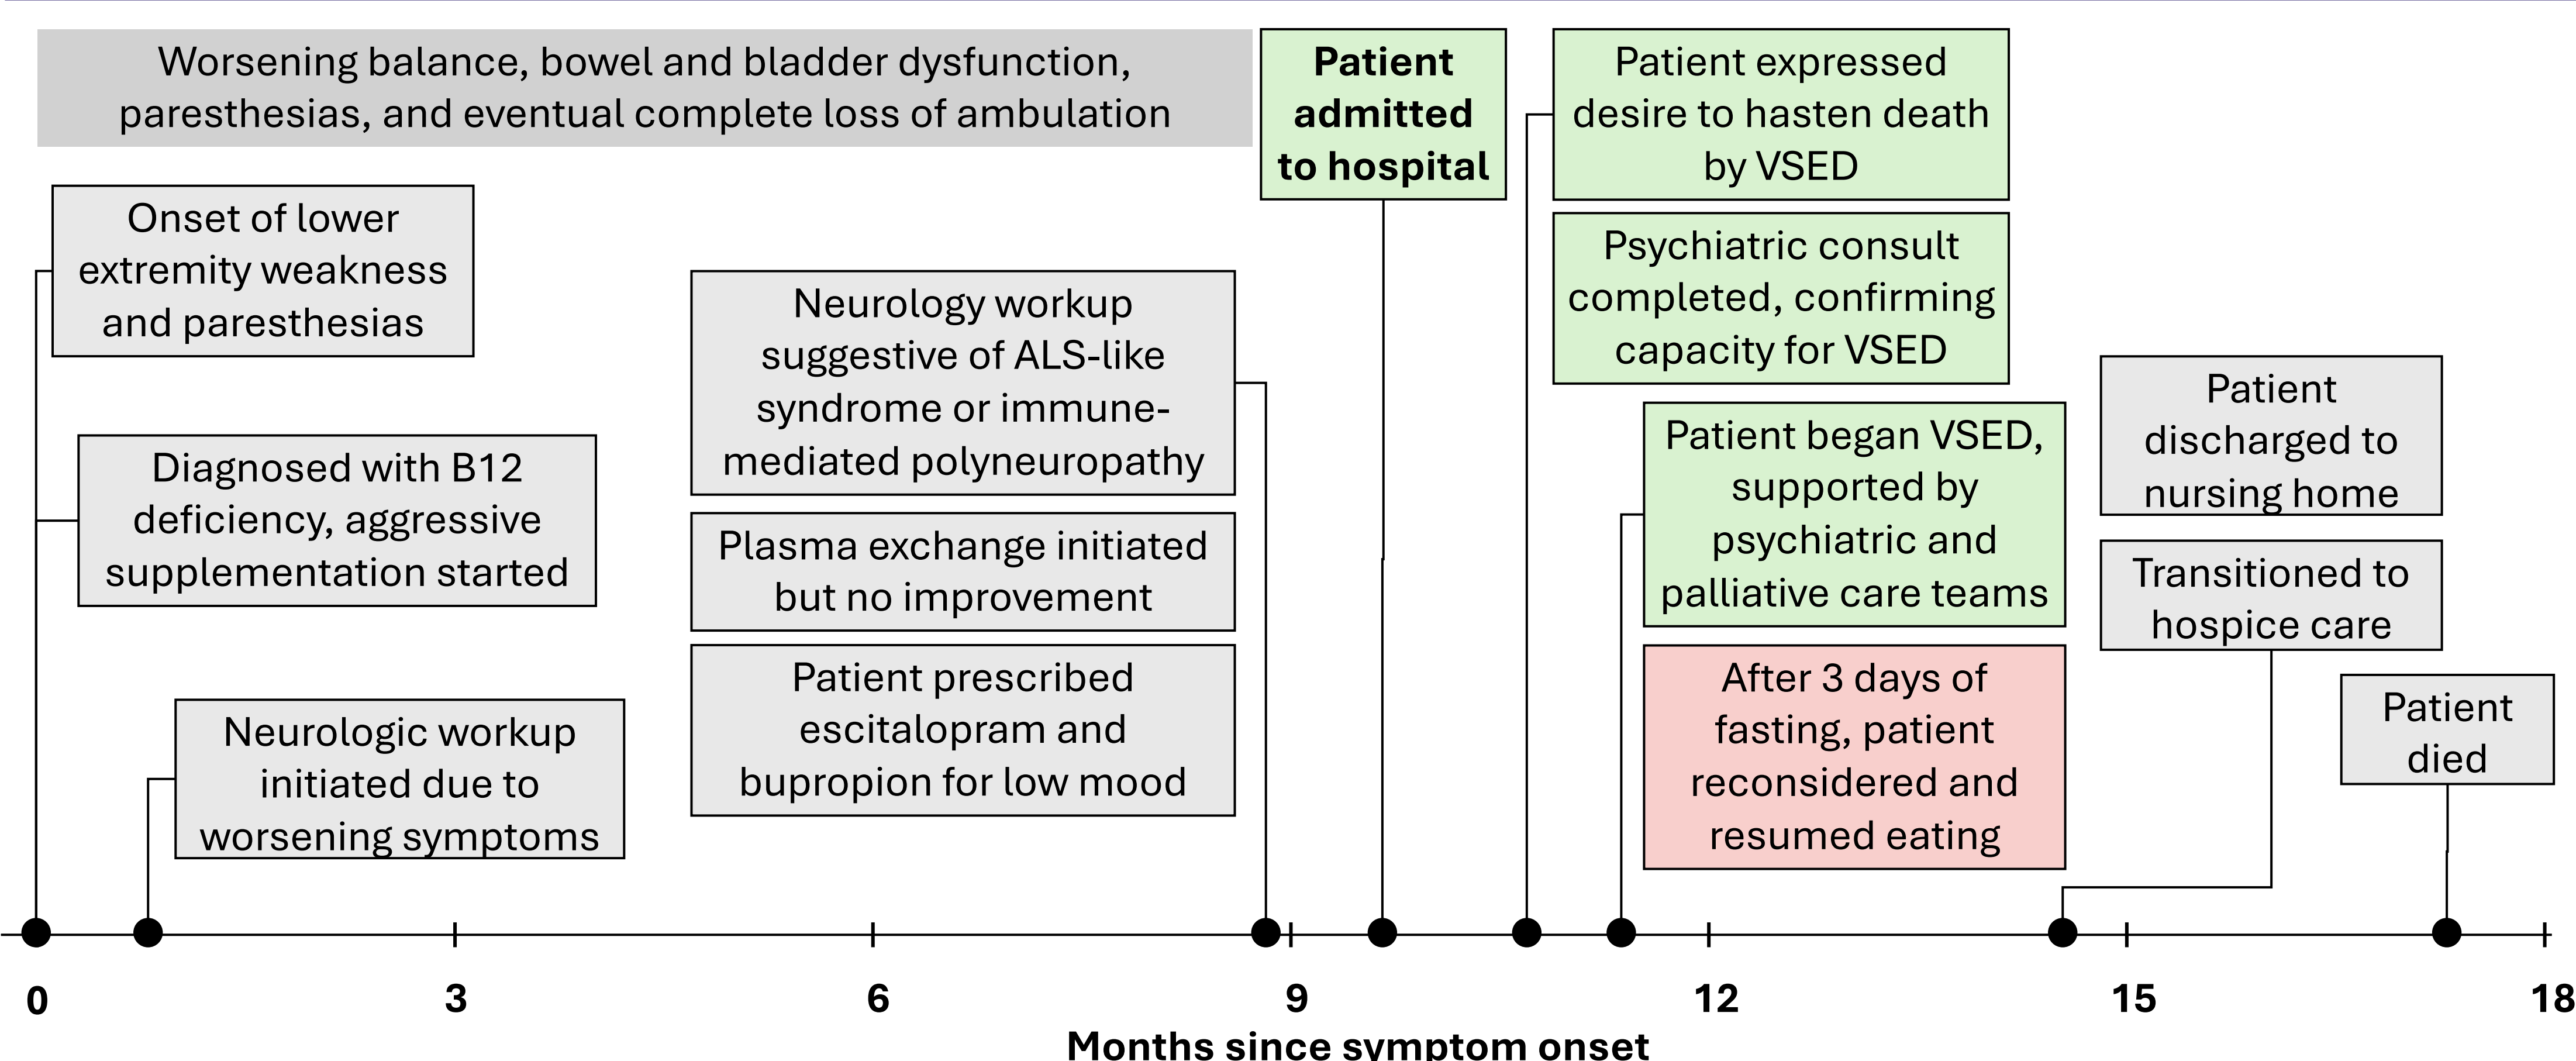 Worsening balance, bowel and bladder dysfunction,
paresthesias, and eventual complete loss of ambulation
Onset of lower
extremity weakness
and paresthesias
Diagnosed with B12
deficiency, aggressive
supplementation started
Neurologic workup
initiated due to
worsening symptoms
Neurology workup
suggestive of ALS-like
syndrome or immune-
mediated polyneuropathy
Plasma exchange initiated
but no improvement
Patient prescribed
escitalopram and
bupropion for low mood
Patient
admitted
to hospital
Patient expressed
desire to hasten death
by VSED
Psychiatric consult
completed, confirming
capacity for VSED
Patient began VSED,
supported by
psychiatric and
palliative care teams
After 3 days of
fasting, patient
reconsidered and
resumed eating
Patient
discharged to
nursing home
Transitioned to
hospice care
Patient
died
0 3 6 9 12 15 18
Months since symptom onset